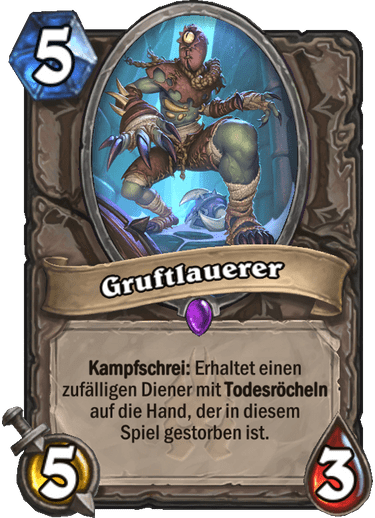 5
Gruftlauerer
Kampfschrei: Erhaltet einen
zufälligen Diener mit Todesröcheln
auf die Hand, der in diesem
Spiel gestorben ist.
5
3